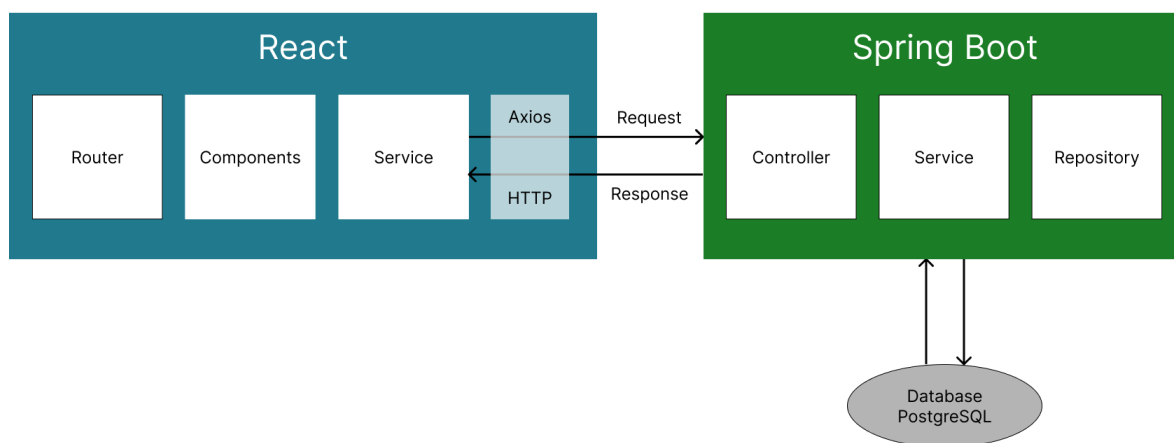 React
Spring Boot
Router
Components
Service
Axios
HTTP
Request
Response
Controller
Service
Repository
Database
PostgreSQL